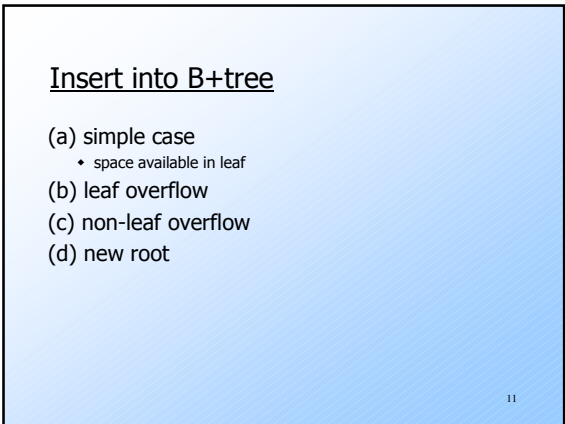 Insert into B+tree
(a) simple case
◆ space available in leaf
(b) leaf overflow
(c) non-leaf overflow
(d) new root
11